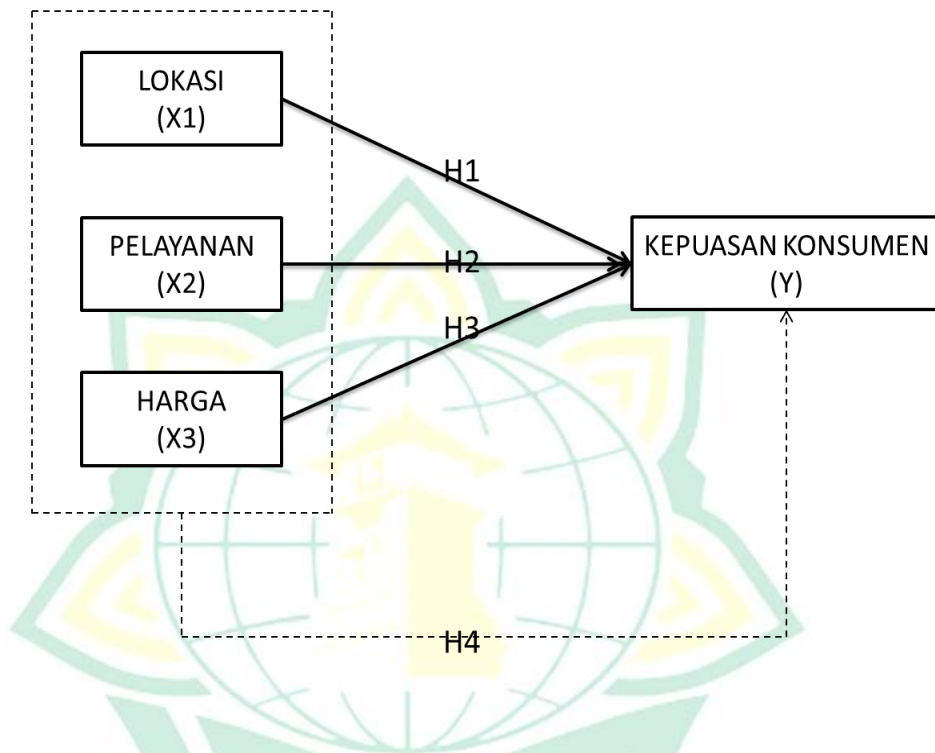 LOKASI
(X1)
H1
PELAYANAN
(X2)
H2
KEPUASAN KONSUMEN
(Y)
H3
HARGA
(X3)
H4